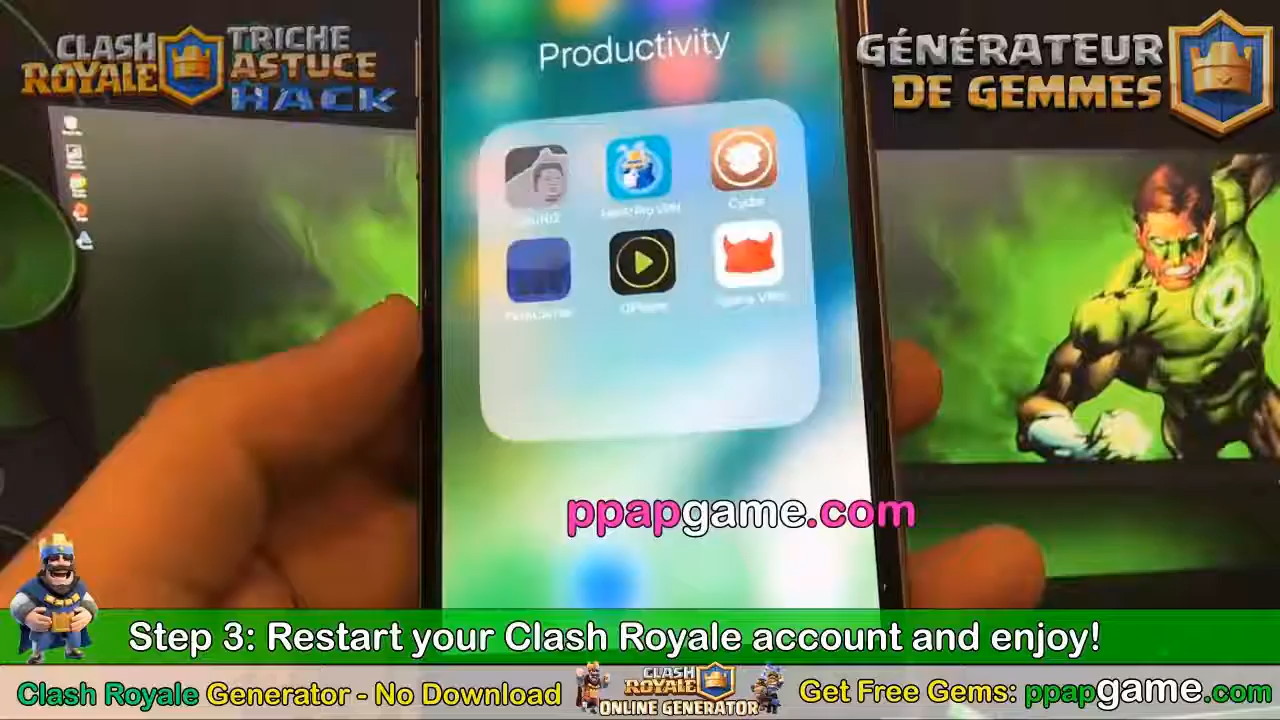 CLASH
ROYALE
TRICHE
ASTUCE
HACK
Productivity
GÉNÉRATEUR
DE GEMMES
Cydia
ppapgame.com
Step 3: Restart your Clash Royale account and enjoy!
Clash Royale Generator - No Download
CLASH
ROYALE
ONLINE GENERATOR
Get Free Gems: ppapgame.com